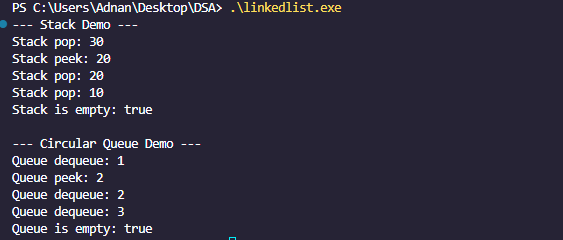 PS C:\Users\Adnan\Desktop\DSA> .\linkedlist.exe
--- Stack Demo ---
Stack pop: 30
Stack peek: 20
Stack pop: 20
Stack pop: 10
Stack is empty: true
--- Circular Queue Demo ---
Queue dequeue: 1
Queue peek: 2
Queue dequeue: 2
Queue dequeue: 3
Queue is empty: true